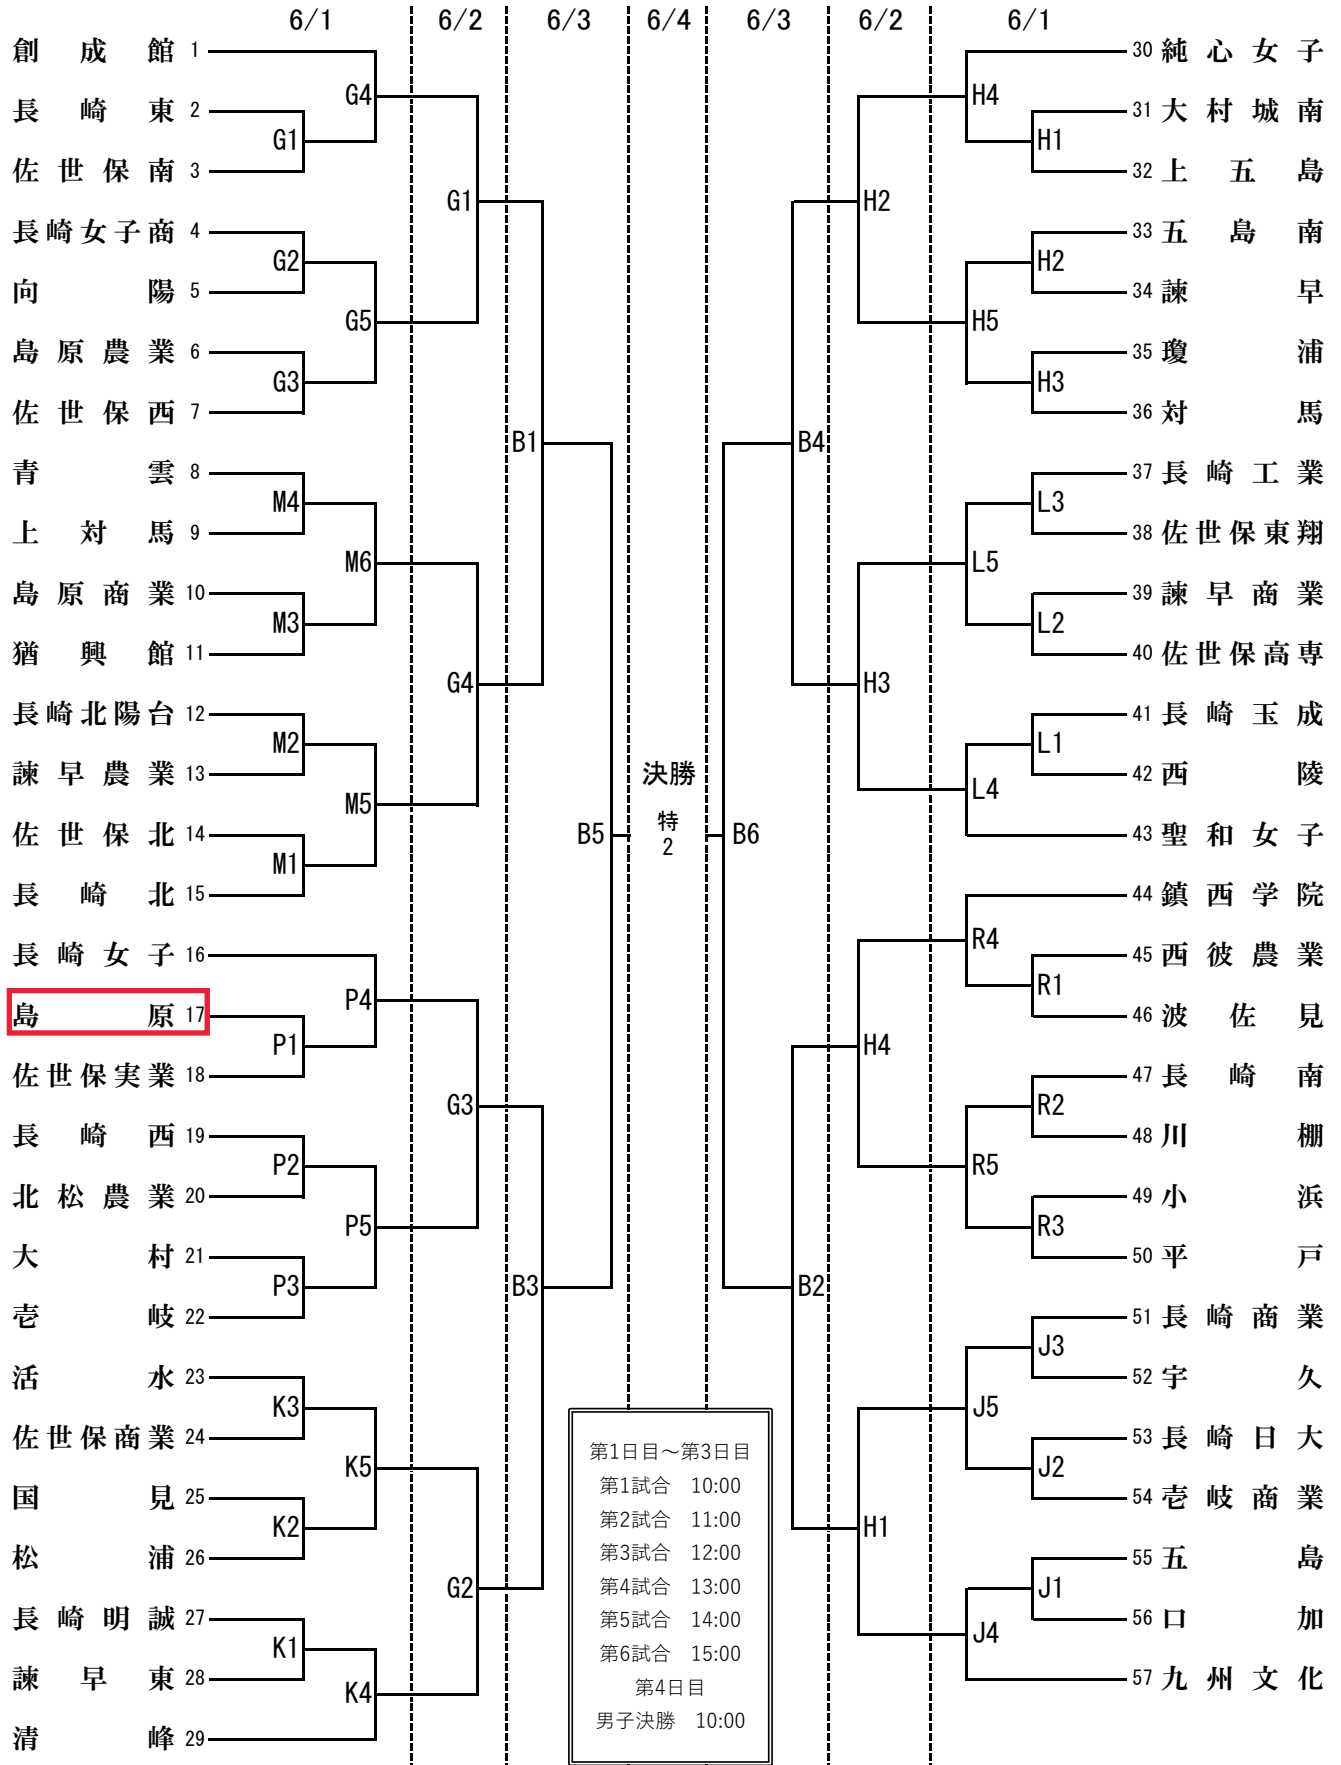 6/1 6/2 6/3 6/4 6/3 6/2 6/1
創成館 1
長崎東 2
佐世保南 3
長崎女子商 4
向陽 5
島原農業 6
佐世保西 7
青雲 8
上対馬 9
島原商業 10
猶興館 11
長崎北陽台 12
諫早農業 13
佐世保北 14
長崎北 15
長崎女子 16
島原 17
佐世保実業 18
長崎西 19
北松農業 20
大村 21
壱岐 22
活水 23
佐世保商業 24
国見 25
松浦 26
長崎明誠 27
諫早東 28
清峰 29
G4
G1
G2
G5
G3
M4
M6
M3
M2
M5
M1
P4
P1
P2
P5
P3
K3
K5
K2
K1
K4
G1
G4
G3
G2
B1
B3
B5
決勝
特
2
B6
B4
B2
H2
H3
H4
H1
H4
H1
H2
H5
H3
L3
L5
L2
L1
L4
R4
R1
R2
R5
R3
J3
J5
J2
J1
J4
30 純心女子
31 大村城南
32 上五島
33 五島南
34 諫早
35 瓊浦
36 対馬
37 長崎工業
38 佐世保東翔
39 諫早商業
40 佐世保高専
41 長崎玉成
42 西陵
43 聖和女子
44 鎮西学院
45 西彼農業
46 波佐見
47 長崎南
48 川棚
49 小浜
50 平戸
51 長崎商業
52 宇久
53 長崎日大
54 壱岐商業
55 五島
56 口加
57 九州文化
第1日目～第3日目
第1試合 10:00
第2試合 11:00
第3試合 12:00
第4試合 13:00
第5試合 14:00
第6試合 15:00
第4日目
男子決勝 10:00